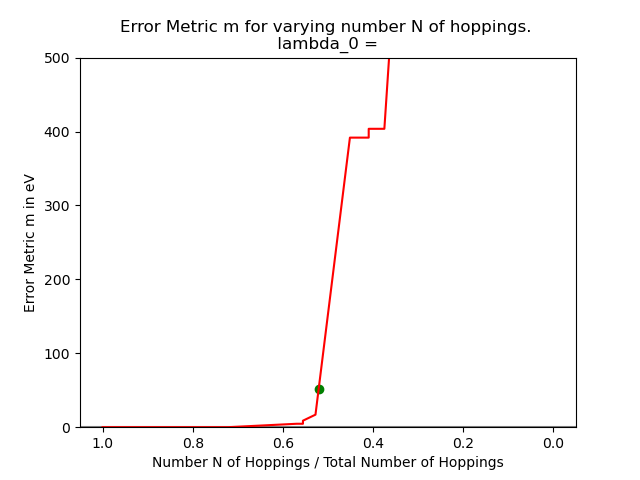 Error Metric m for varying number N of hoppings.
lambda_0 =
500
400
300
200
100
0
Error Metric m in eV
1.0 0.8 0.6 0.4 0.2 0.0
Number N of Hoppings / Total Number of Hoppings